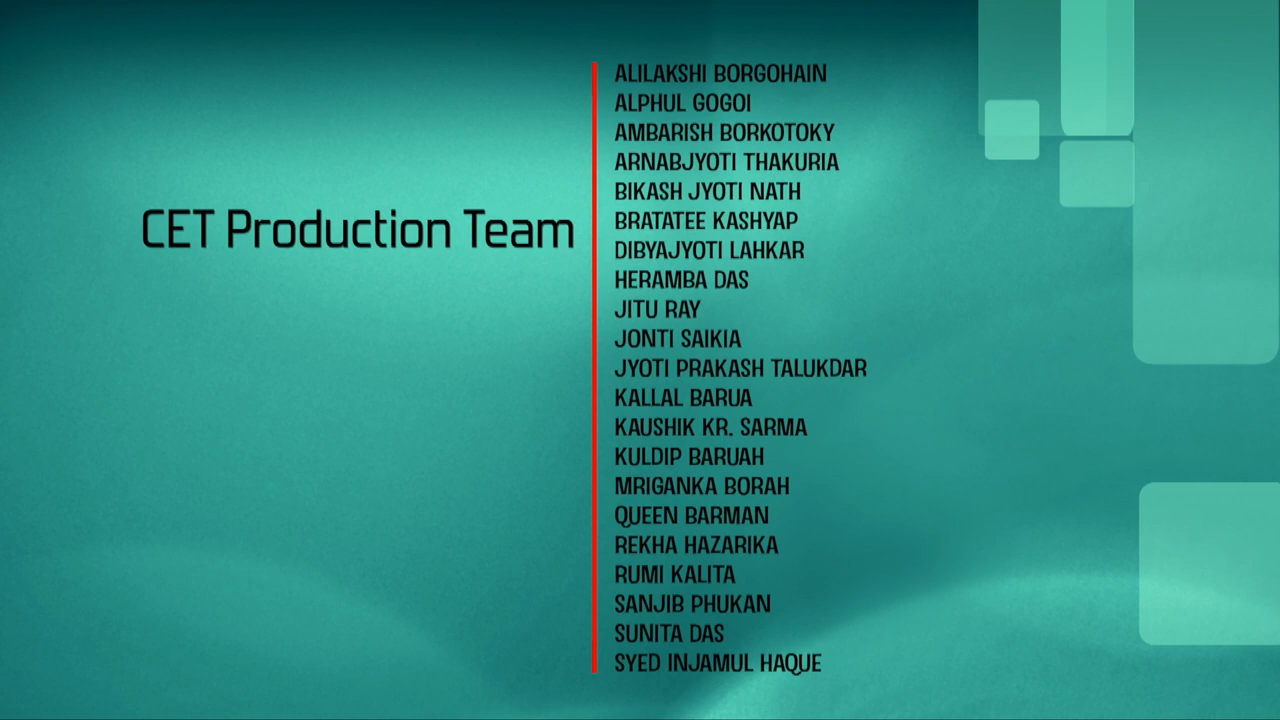 CET Production Team
ALILAKSHI BORGOHAIN
ALPHUL GOGOI
AMBARISH BORKOTOKY
ARNABJYOTI THAKURIA
BIKASH JYOTI NATH
BRATATEE KASHYAP
DIBYAJYOTI LAHKAR
HERAMBA DAS
JITU RAY
JONTI SAIKIA
JYOTI PRAKASH TALUKDAR
KALLAL BARUA
KAUSHIK KR. SARMA
KULDIP BARUAH
MRIGANKA BORAH
QUEEN BARMAN
REKHA HAZARIKA
RUMI KALITA
SANJIB PHUKAN
SUNITA DAS
SYED INJAMUL HAQUE